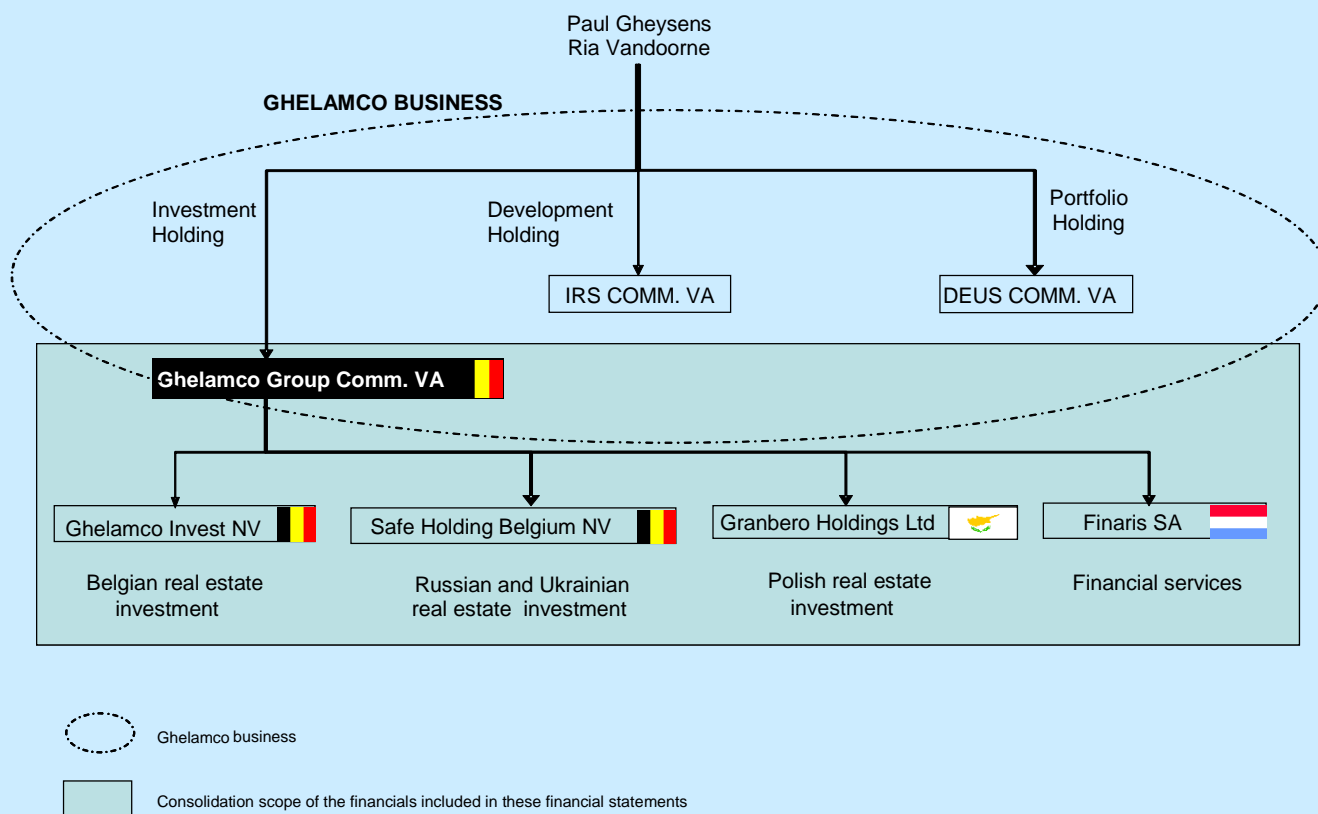 Paul Gheysens
Ria Vandoorne
GHELAMCO BUSINESS
Investment
Holding
Development
Holding
Portfolio
Holding
IRS COMM. VA
DEUS COMM. VA
Ghelamco Group Comm. VA
Ghelamco Invest NV
Safe Holding Belgium NV
Granbero Holdings Ltd
Finaris SA
Belgian real estate
investment
Russian and Ukrainian
real estate investment
Polish real estate
investment
Financial services
Ghelamco business
Consolidation scope of the financials included in these financial statements